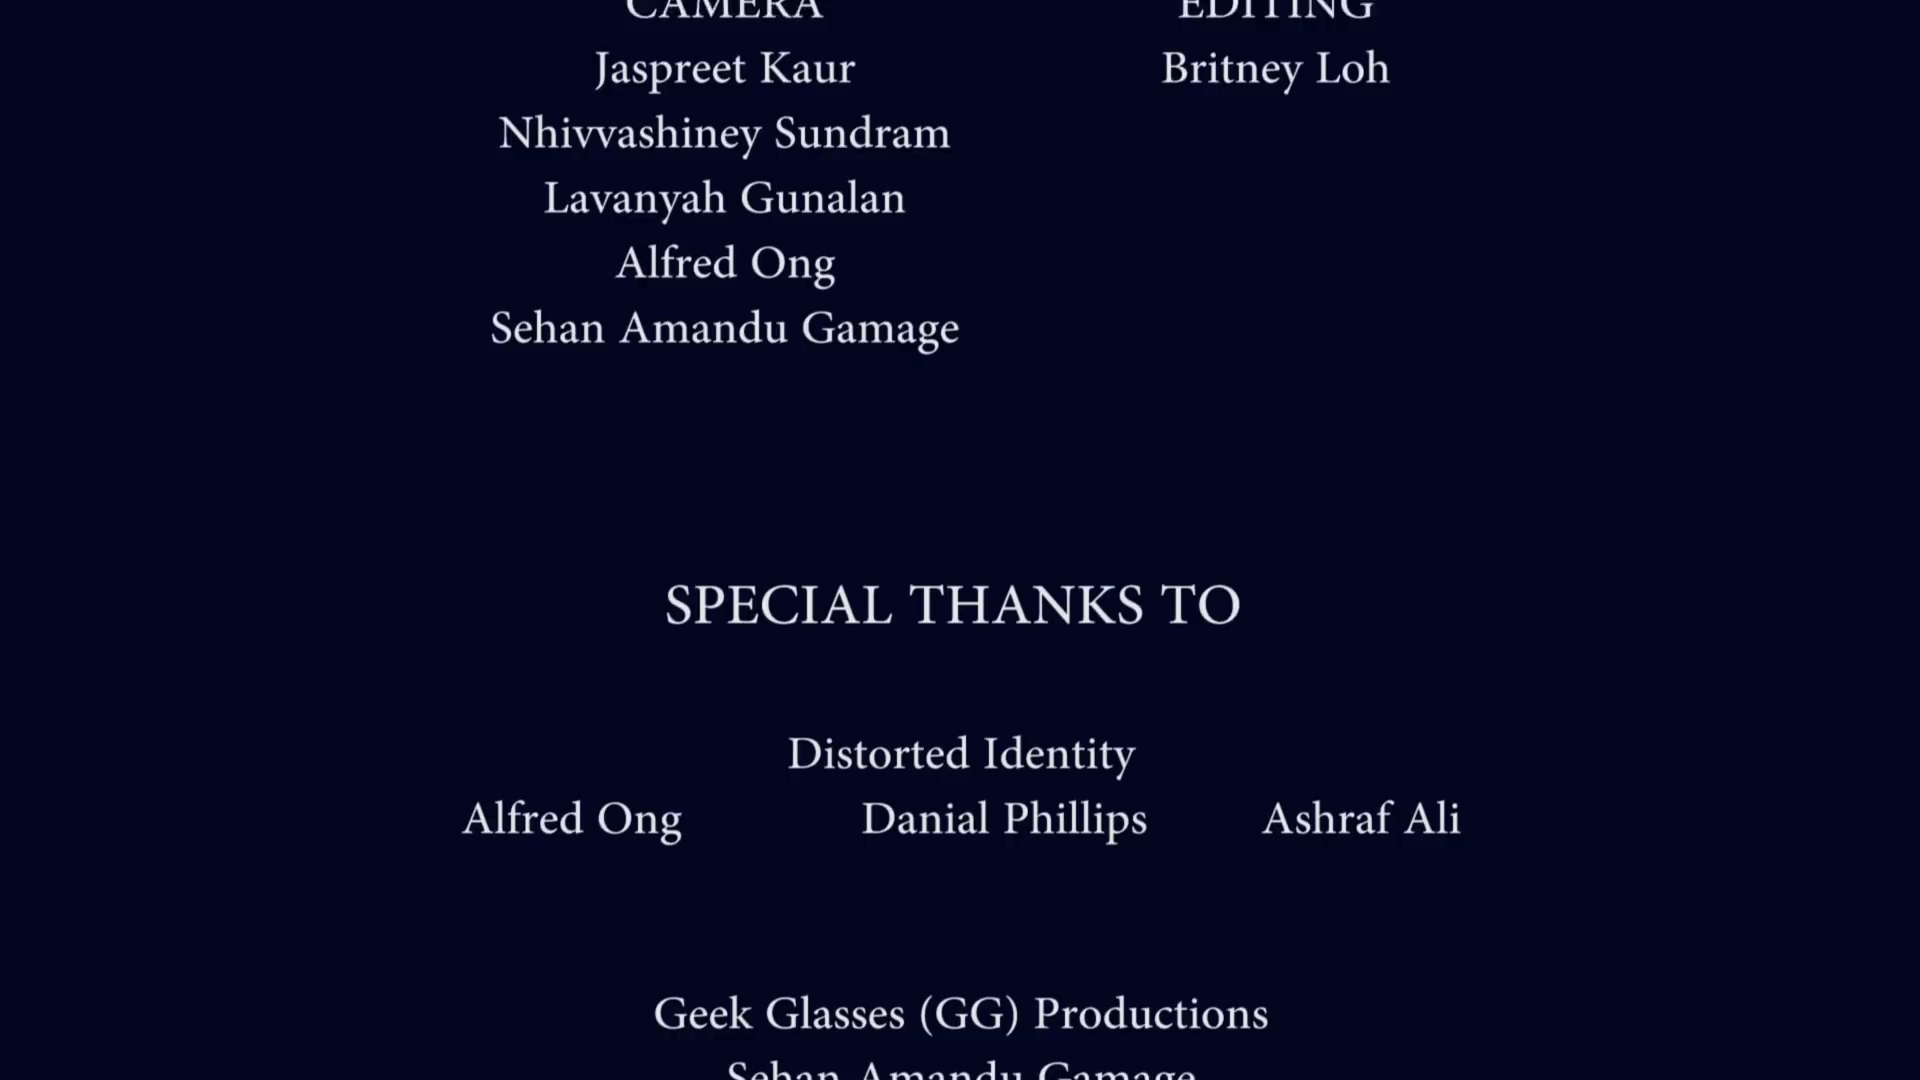 CAMERA EDITING
Jaspreet Kaur Britney Loh
Nhivvashiney Sundram
Lavanyah Gunalan
Alfred Ong
Sehan Amandu Gamage
SPECIAL THANKS TO
Distorted Identity
Alfred Ong Danial Phillips Ashraf Ali
Geek Glasses (GG) Productions
Sehan Amandu Gamage